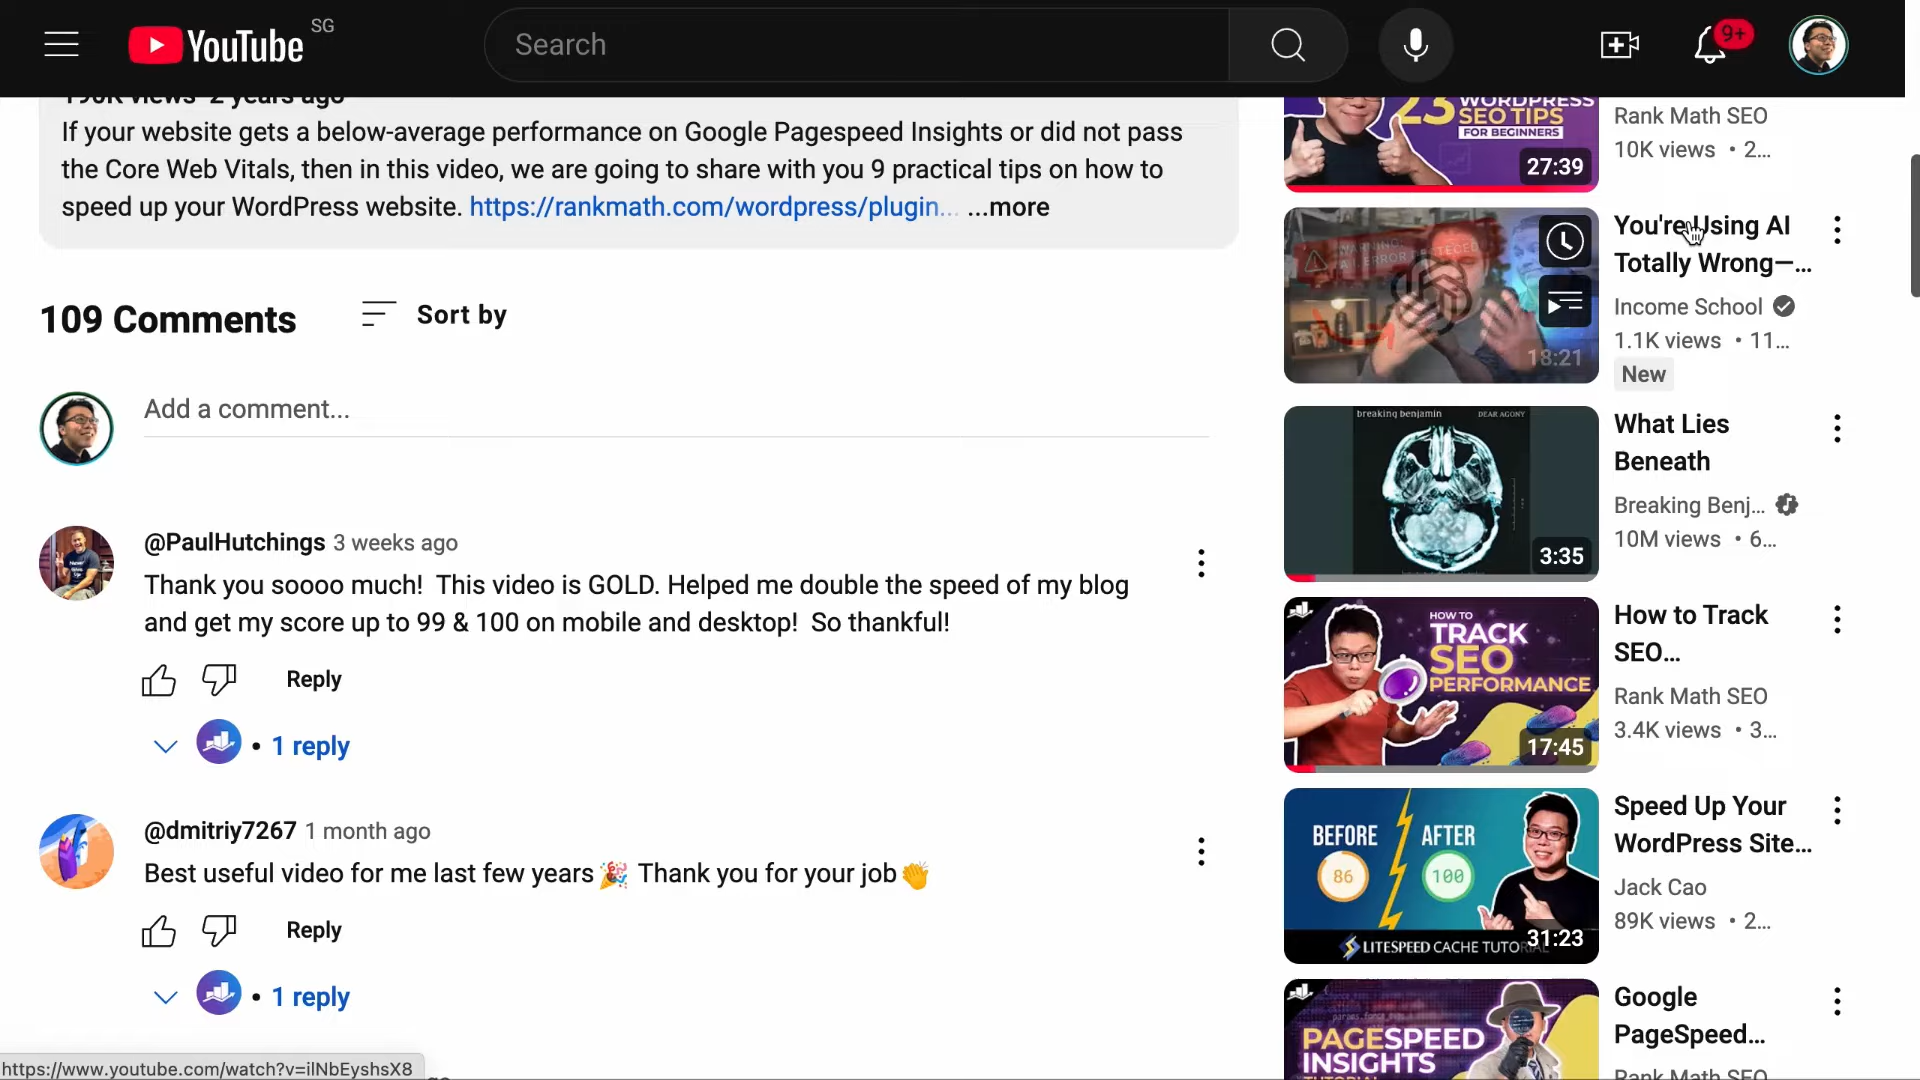 YouTube
SG
Search
9+
190K views 2 years ago
If your website gets a below-average performance on Google Pagespeed Insights or did not pass
the Core Web Vitals, then in this video, we are going to share with you 9 practical tips on how to
speed up your WordPress website. https://rankmath.com/wordpress/plugin... ...more
109 Comments
Sort by
Add a comment...
@PaulHutchings 3 weeks ago
Thank you soooo much!  This video is GOLD. Helped me double the speed of my blog
and get my score up to 99 & 100 on mobile and desktop!  So thankful!
Reply
• 1 reply
@dmitriy7267 1 month ago
Best useful video for me last few years 🎉 Thank you for your job 👏
Reply
• 1 reply
https://www.youtube.com/watch?v=ilNbEyshsX8
23 WORDPRESS
SEO TIPS
FOR BEGINNERS
27:39
Rank Math SEO
10K views • 2...
WARNING:
18:21
You're Using AI
Totally Wrong—...
Income School
1.1K views • 11...
New
breaking benjamin
DEAR AGONY
3:35
What Lies
Beneath
Breaking Benj...
10M views • 6...
HOW TO
TRACK
SEO
PERFORMANCE
17:45
How to Track
SEO...
Rank Math SEO
3.4K views • 3...
BEFORE
AFTER
86
100
LITESPEED CACHE TUTORIAL
31:23
Speed Up Your
WordPress Site...
Jack Cao
89K views • 2...
PAGESPEED
INSIGHTS
TUTORIAL
Google
PageSpeed...
Rank Math SEO